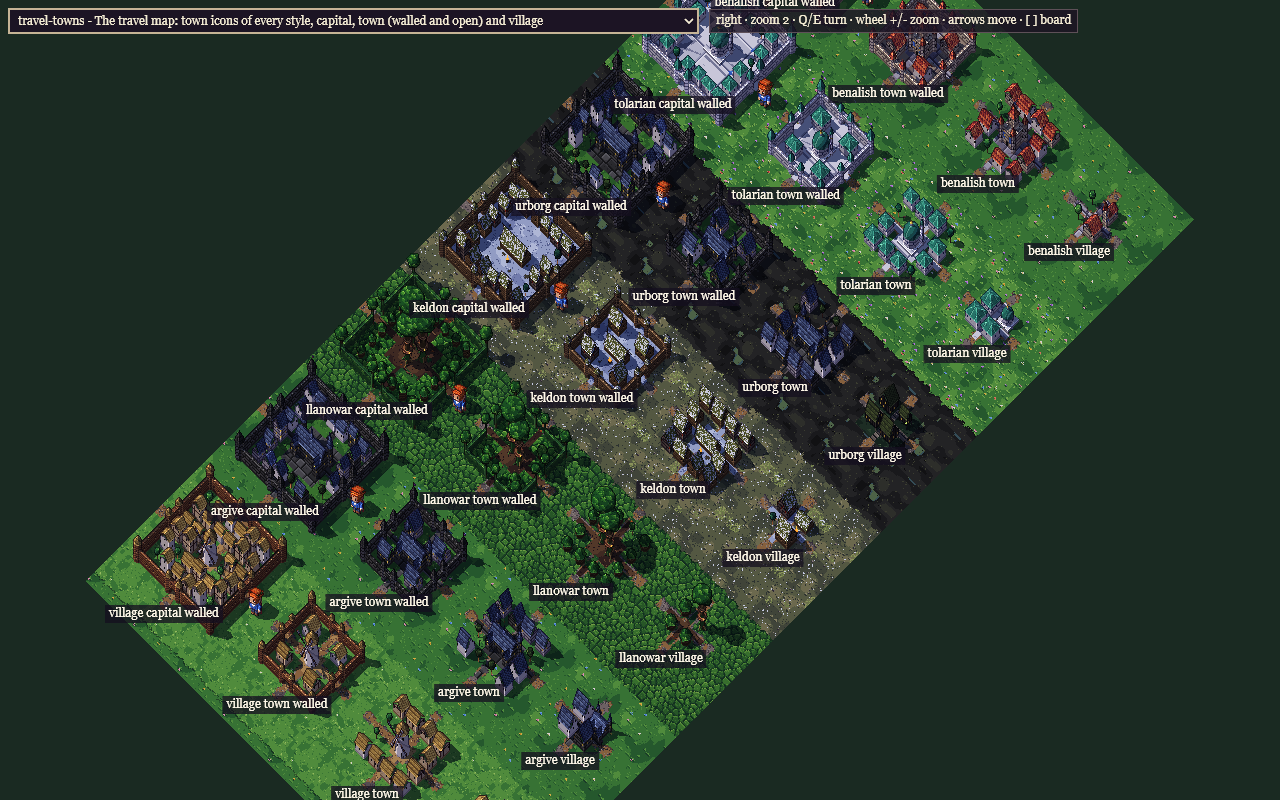 travel-towns - The travel map: town icons of every style, capital, town (walled and open) and village
right · zoom 2 · Q/E turn · wheel +/- zoom · arrows move · [ ] board
benalish capital walled
benalish town walled
tolarian capital walled
benalish town
tolarian town walled
urborg capital walled
benalish village
tolarian town
urborg town walled
keldon capital walled
tolarian village
urborg town
keldon town walled
llanowar capital walled
urborg village
keldon town
llanowar town walled
argive capital walled
keldon village
llanowar town
argive town walled
village capital walled
llanowar village
argive town
village town walled
argive village
village town